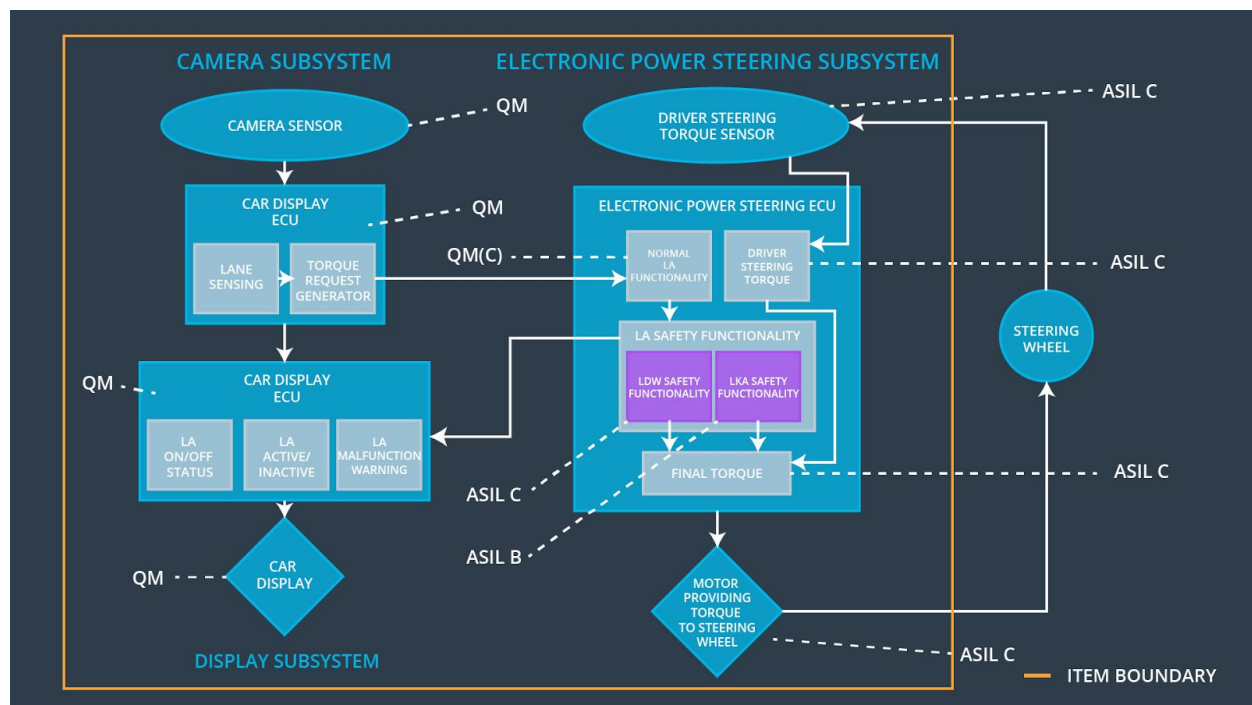 CAMERA SUBSYSTEM
ELECTRONIC POWER STEERING SUBSYSTEM
CAMERA SENSOR
QM
DRIVER STEERING
TORQUE SENSOR
ASIL C
CAR DISPLAY
ECU
QM
LANE
SENSING
TORQUE
REQUEST
GENERATOR
QM(C)
ELECTRONIC POWER STEERING ECU
NORMAL
LA
FUNCTIONALITY
DRIVER
STEERING
TORQUE
ASIL C
STEERING
WHEEL
LA SAFETY FUNCTIONALITY
LDW SAFETY
FUNCTIONALITY
LKA SAFETY
FUNCTIONALITY
QM
CAR DISPLAY
ECU
LA
ON/OFF
STATUS
LA
ACTIVE/
INACTIVE
LA
MALFUNCTION
WARNING
FINAL TORQUE
ASIL C
ASIL C
ASIL B
QM
CAR
DISPLAY
MOTOR
PROVIDING
TORQUE
TO STEERING
WHEEL
ASIL C
DISPLAY SUBSYSTEM
ITEM BOUNDARY